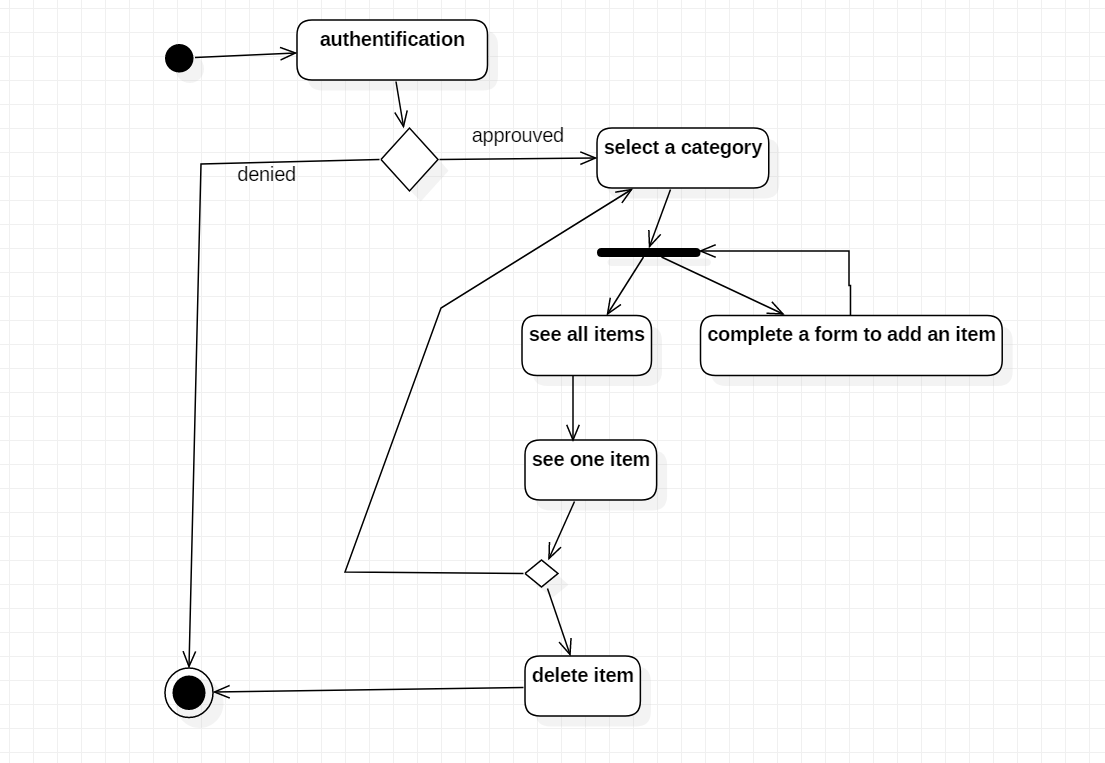 authentification
approuved
select a category
denied
see all items
complete a form to add an item
see one item
delete item